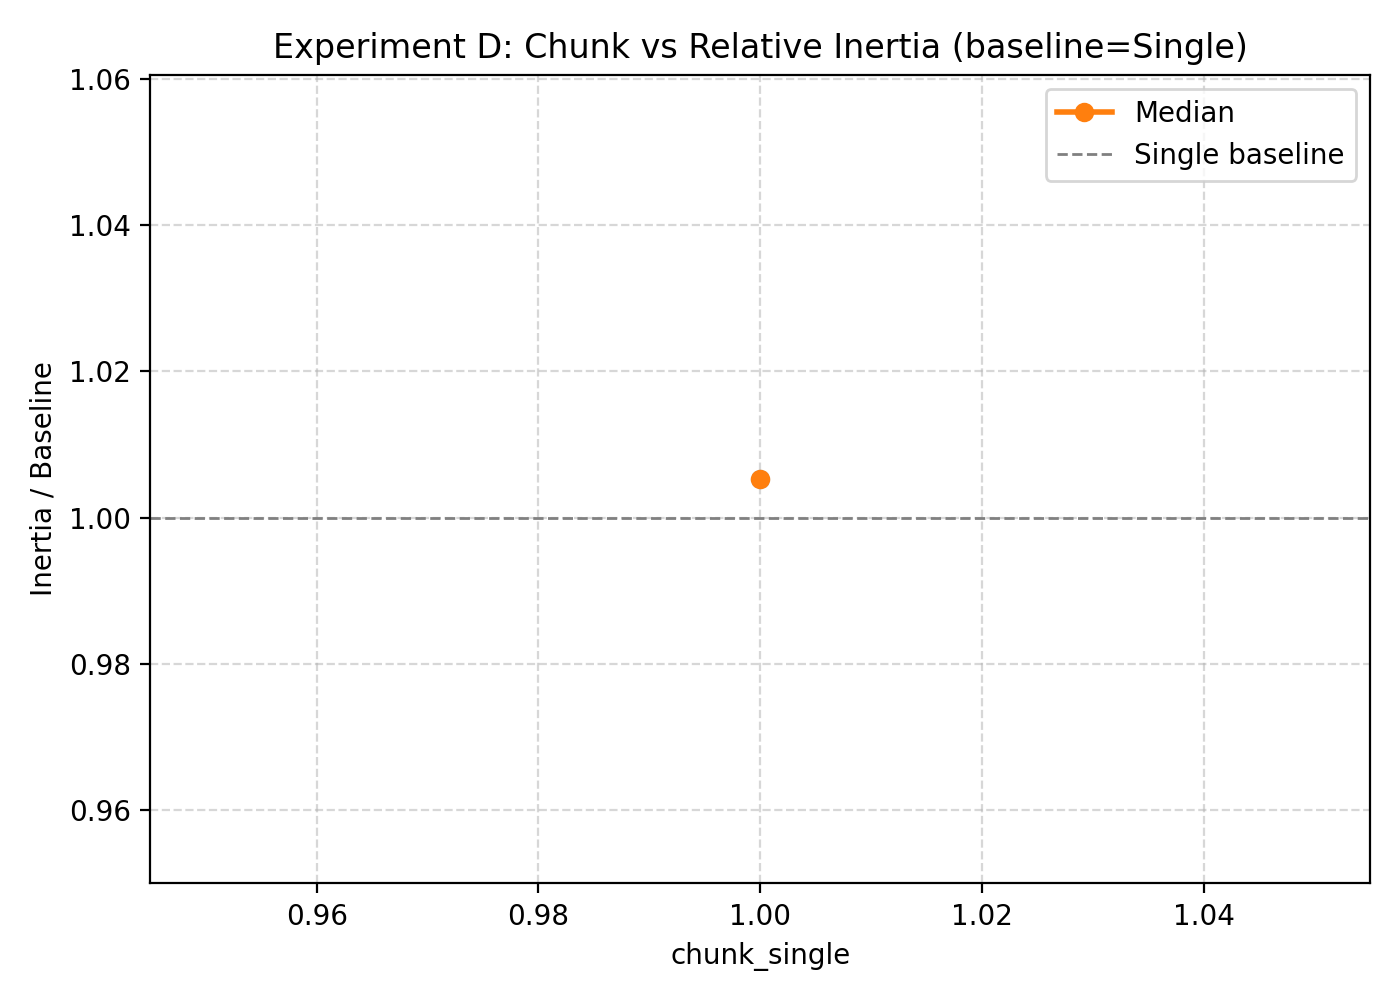 Experiment D: Chunk vs Relative Inertia (baseline=Single)
Median
Single baseline
Inertia / Baseline
1.06
1.04
1.02
1.00
0.98
0.96
0.96
0.98
1.00
1.02
1.04
chunk_single